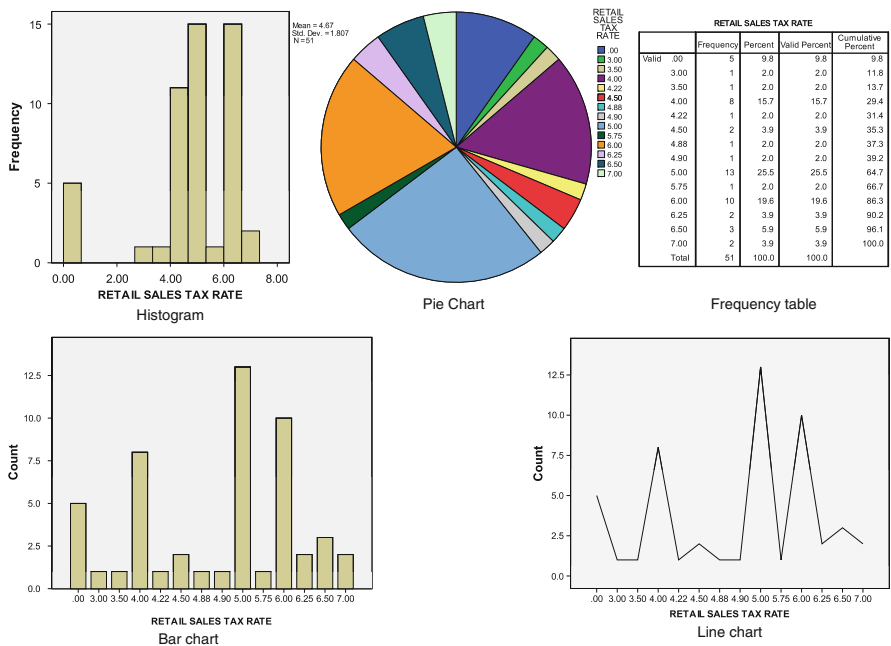 15
10
5
0
Frequency
0.00 2.00 4.00 6.00 8.00
RETAIL SALES TAX RATE
Mean = 4.67
Std. Dev. = 1.807
N = 51
Histogram
RETAIL
SALES
TAX
RATE
.00
3.00
3.50
4.00
4.22
4.50
4.88
4.90
5.00
5.75
6.00
6.25
6.50
7.00
Pie Chart
RETAIL SALES TAX RATE
Frequency Percent Valid Percent Cumulative
Percent
Valid .00 5 9.8 9.8 9.8
3.00 1 2.0 2.0 11.8
3.50 1 2.0 2.0 13.7
4.00 8 15.7 15.7 29.4
4.22 1 2.0 2.0 31.4
4.50 2 3.9 3.9 35.3
4.88 1 2.0 2.0 37.3
4.90 1 2.0 2.0 39.2
5.00 13 25.5 25.5 64.7
5.75 1 2.0 2.0 66.7
6.00 10 19.6 19.6 86.3
6.25 2 3.9 3.9 90.2
6.50 3 5.9 5.9 96.1
7.00 2 3.9 3.9 100.0
Total 51 100.0 100.0
Frequency table
12.5
10.0
7.5
5.0
2.5
0.0
Count
.00 3.00 3.50 4.00 4.22 4.50 4.88 4.90 5.00 5.75 6.00 6.25 6.50 7.00
RETAIL SALES TAX RATE
Bar chart
12.5
10.0
7.5
5.0
2.5
0.0
Count
.00 3.00 3.50 4.00 4.22 4.50 4.88 4.90 5.00 5.75 6.00 6.25 6.50 7.00
RETAIL SALES TAX RATE
Line chart